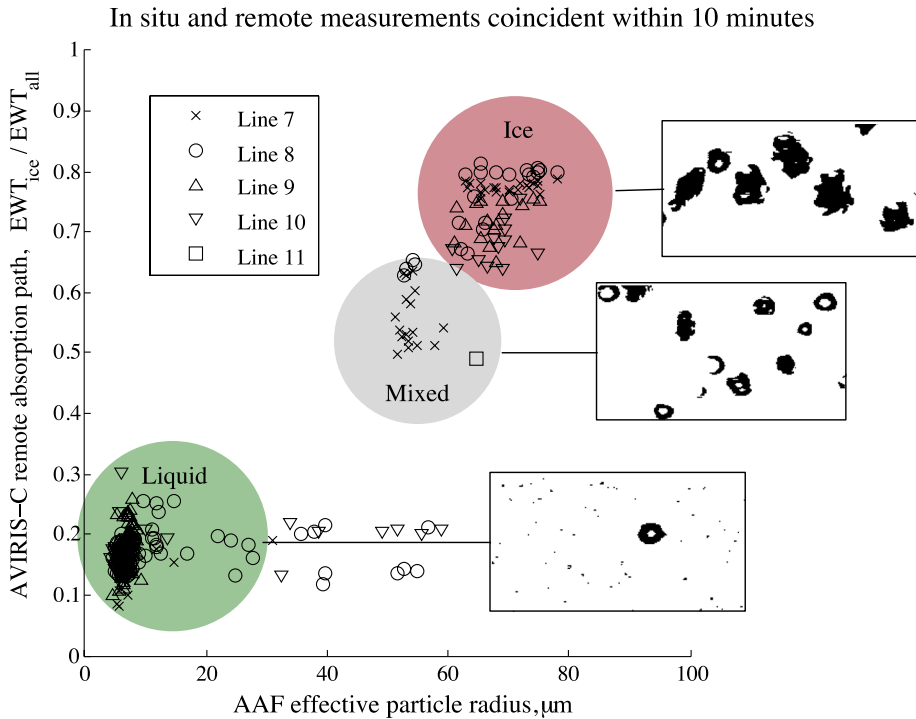 In situ and remote measurements coincident within 10 minutes
AVIRIS−C remote absorption path, EWT_ice / EWT_all
1
0.9
0.8
0.7
0.6
0.5
0.4
0.3
0.2
0.1
0
Line 7
Line 8
Line 9
Line 10
Line 11
Ice
Mixed
Liquid
0 20 40 60 80 100
AAF effective particle radius,μm